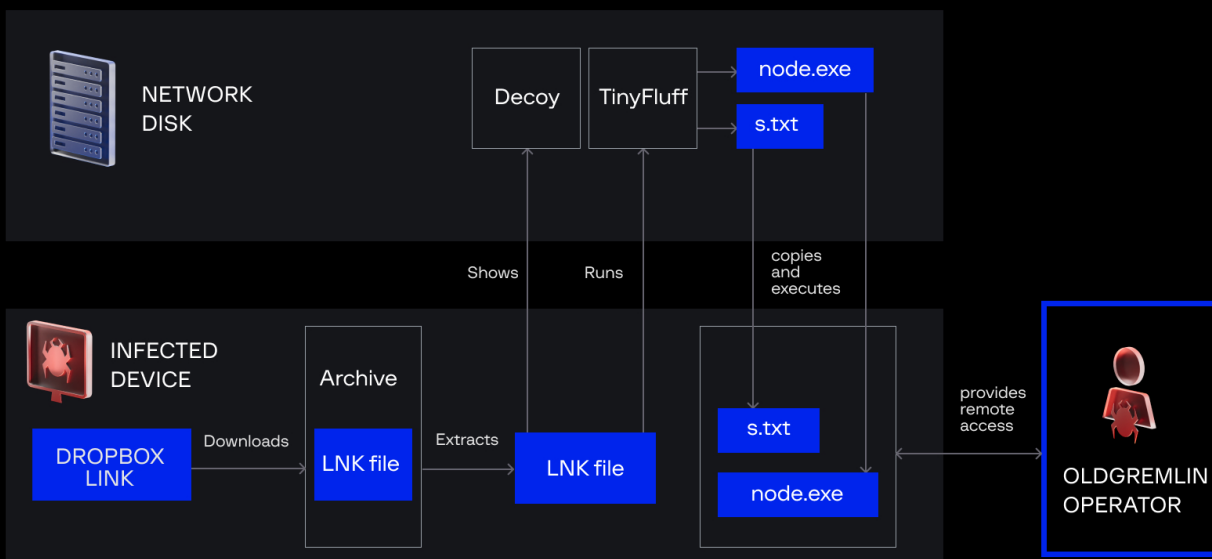 NETWORK
DISK
Decoy
TinyFluff
node.exe
s.txt
Shows
Runs
copies
and
executes
INFECTED
DEVICE
Archive
DROPBOX
LINK
Downloads
LNK file
Extracts
LNK file
s.txt
node.exe
provides
remote
access
OLDGREMLIN
OPERATOR